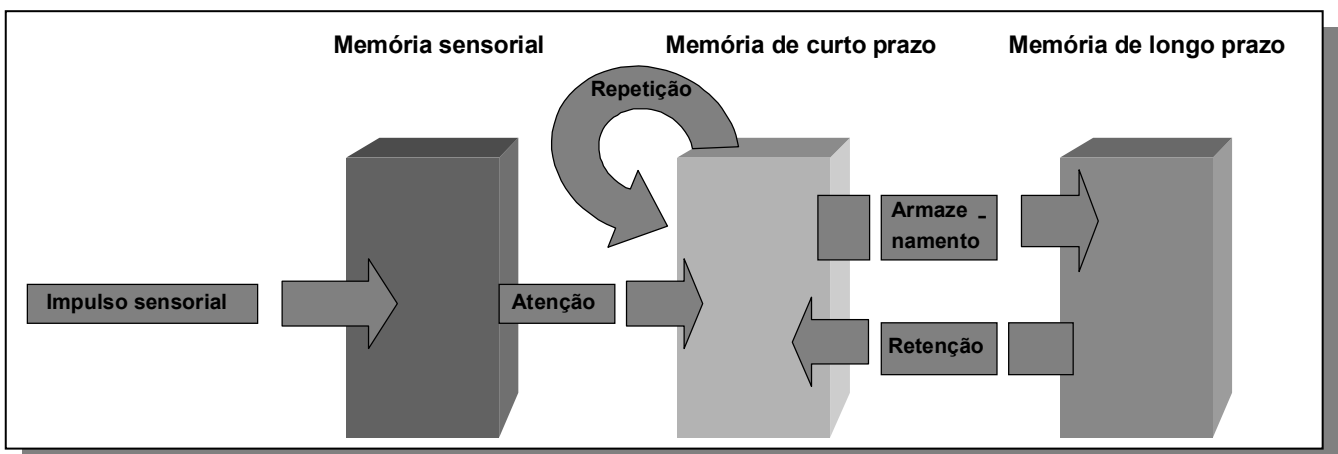 Memória sensorial
Memória de curto prazo
Memória de longo prazo
Repetição
Armaze -
namento
Impulso sensorial
Atenção
Retenção